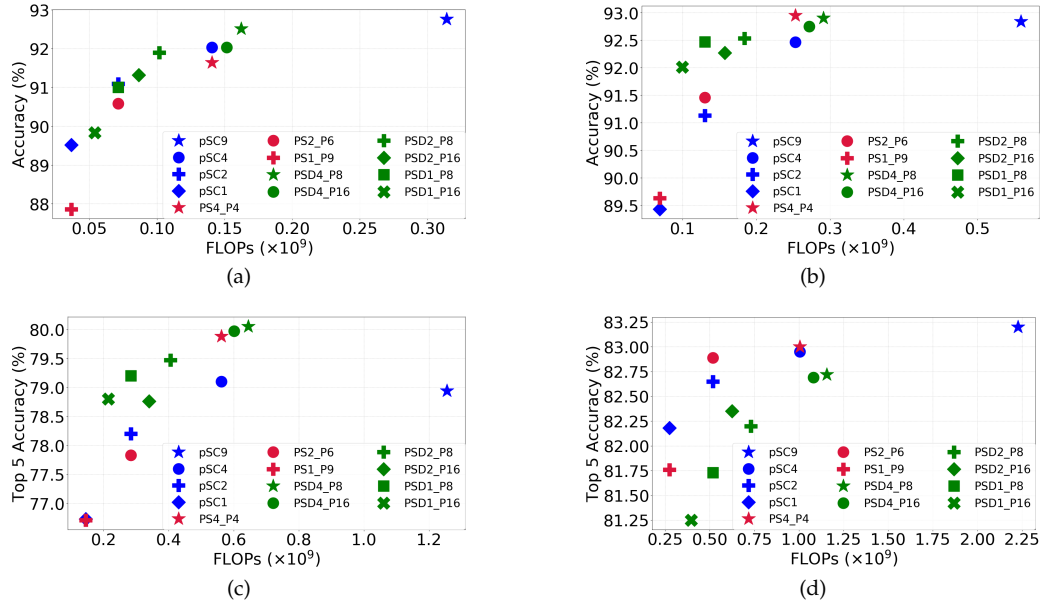 93
92
91
90
89
88
Accuracy (%)
0.05 0.10 0.15 0.20 0.25 0.30
FLOPs (×10⁹)
pSC9 PS2_P6 PSD2_P8
pSC4 PS1_P9 PSD2_P16
pSC2 PSD4_P8 PSD1_P8
pSC1 PSD4_P16 PSD1_P16
PS4_P4
(a)
93.0
92.5
92.0
91.5
91.0
90.5
90.0
89.5
Accuracy (%)
0.1 0.2 0.3 0.4 0.5
FLOPs (×10⁹)
pSC9 PS2_P6 PSD2_P8
pSC4 PS1_P9 PSD2_P16
pSC2 PSD4_P8 PSD1_P8
pSC1 PSD4_P16 PSD1_P16
PS4_P4
(b)
80.0
79.5
79.0
78.5
78.0
77.5
77.0
Top 5 Accuracy (%)
0.2 0.4 0.6 0.8 1.0 1.2
FLOPs (×10⁹)
pSC9 PS2_P6 PSD2_P8
pSC4 PS1_P9 PSD2_P16
pSC2 PSD4_P8 PSD1_P8
pSC1 PSD4_P16 PSD1_P16
PS4_P4
(c)
83.25
83.00
82.75
82.50
82.25
82.00
81.75
81.50
81.25
Top 5 Accuracy (%)
0.25 0.50 0.75 1.00 1.25 1.50 1.75 2.00 2.25
FLOPs (×10⁹)
pSC9 PS2_P6 PSD2_P8
pSC4 PS1_P9 PSD2_P16
pSC2 PSD4_P8 PSD1_P8
pSC1 PSD4_P16 PSD1_P16
PS4_P4
(d)